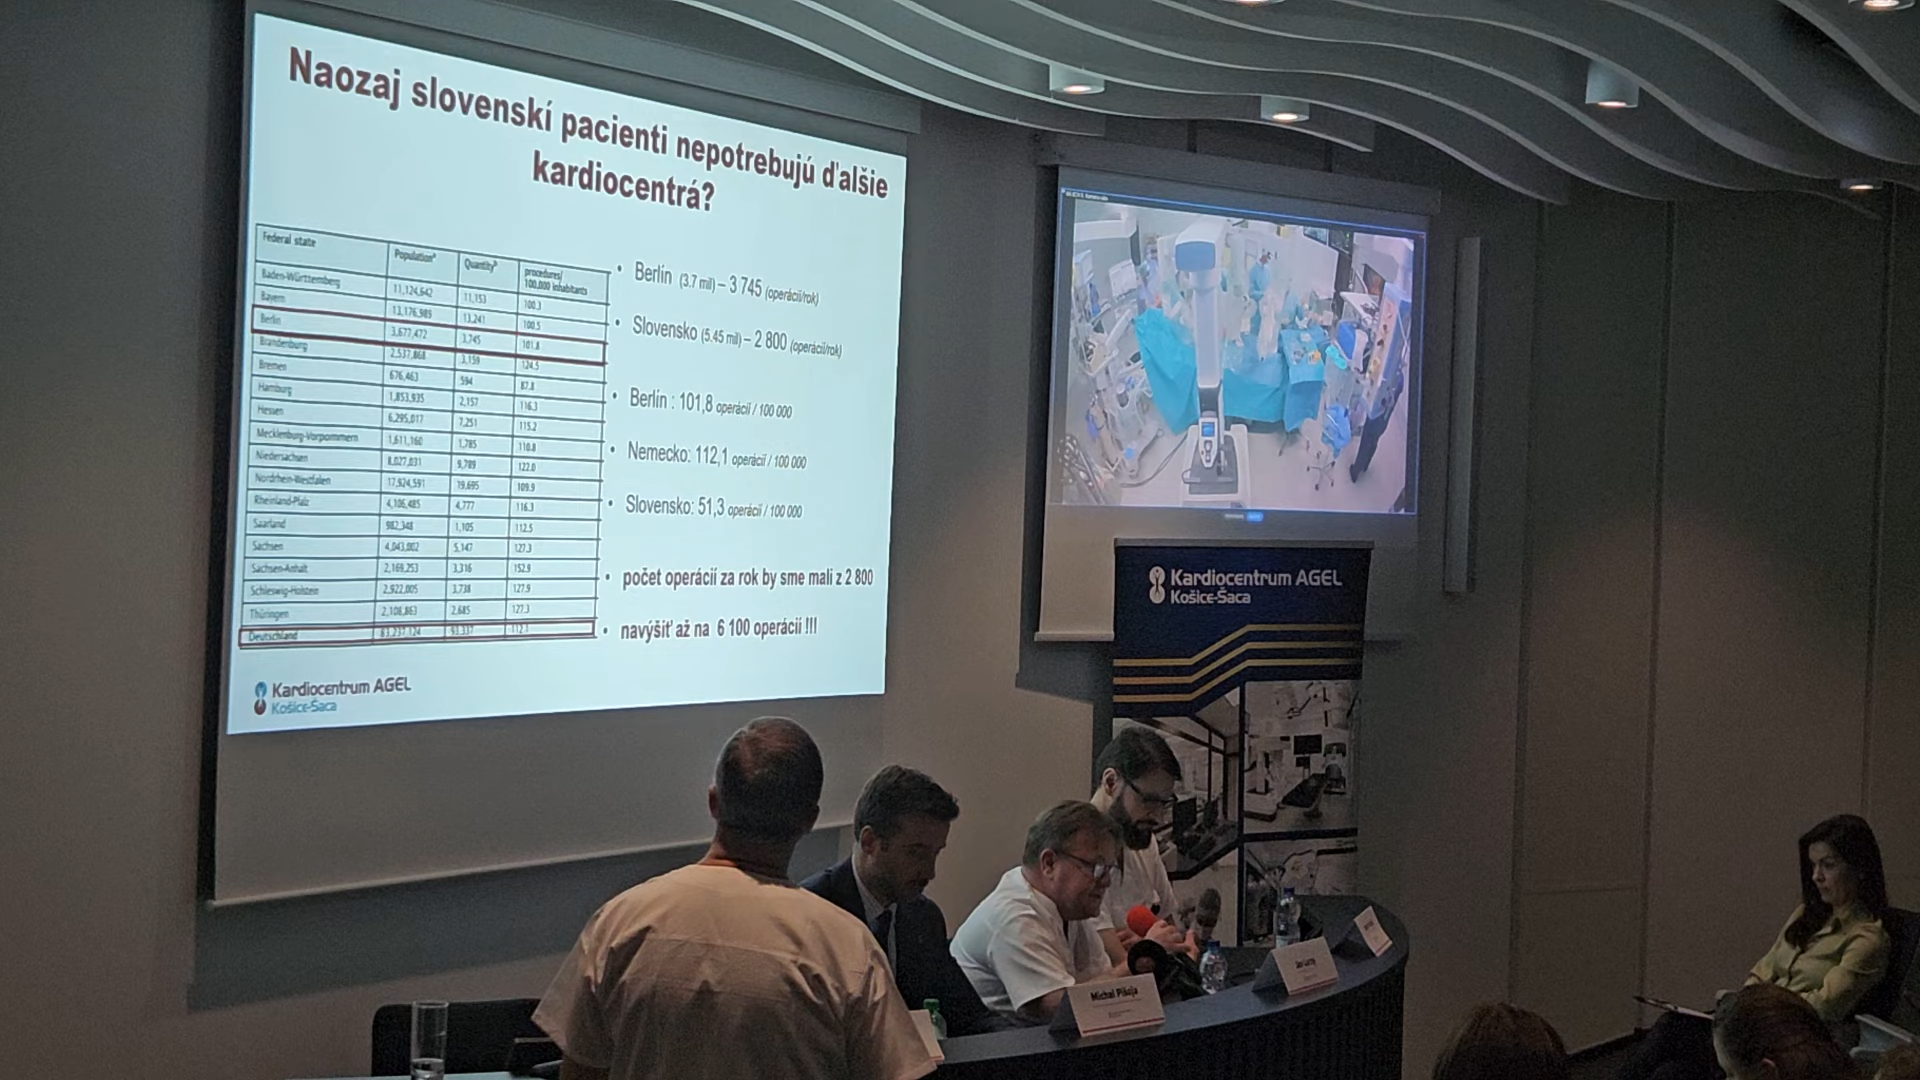 Naozaj slovenskí pacienti nepotrebujú ďalšie
kardiocentrá?
Federal state Populationᵃ Quantityᵇ procedures/
100,000 inhabitants
Baden-Württemberg 11,124,642 11,153 100.3
Bayern 13,176,989 13,241 100.5
Berlin 3,677,472 3,745 101.8
Brandenburg 2,537,868 3,159 124.5
Bremen 676,463 594 87.8
Hamburg 1,853,935 2,157 116.3
Hessen 6,295,017 7,251 115.2
Mecklenburg-Vorpommern 1,611,160 1,785 110.8
Niedersachsen 8,027,031 9,789 122.0
Nordrhein-Westfalen 17,924,591 19,695 109.9
Rheinland-Pfalz 4,106,485 4,777 116.3
Saarland 982,348 1,105 112.5
Sachsen 4,043,002 5,147 127.3
Sachsen-Anhalt 2,169,253 3,316 152.9
Schleswig-Holstein 2,922,005 3,738 127.9
Thüringen 2,108,863 2,685 127.3
Deutschland 83,237,124 93,337 112.1
• Berlín (3.7 mil) – 3 745 (operácií/rok)
• Slovensko (5.45 mil) – 2 800 (operácií/rok)
• Berlín : 101,8 operácií / 100 000
• Nemecko: 112,1 operácií / 100 000
• Slovensko: 51,3 operácií / 100 000
• počet operácií za rok by sme mali z 2 800
• navýšiť až na 6 100 operácií !!!
Kardiocentrum AGEL
Košice-Šaca
Kardiocentrum AGEL
Košice-Šaca
Michal Pišoja